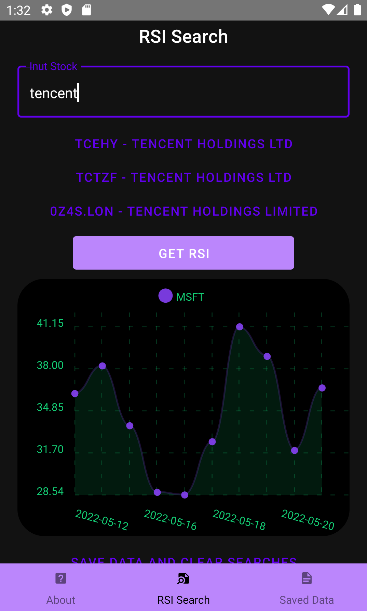 1:32
RSI Search
Inut Stock
tencent
TCEHY - TENCENT HOLDINGS LTD
TCTZF - TENCENT HOLDINGS LTD
0Z4S.LON - TENCENT HOLDINGS LIMITED
GET RSI
MSFT
41.15
38.00
34.85
31.70
28.54
2022-05-12 2022-05-16 2022-05-18 2022-05-20
SAVE DATA AND CLEAR SEARCHES
About RSI Search Saved Data